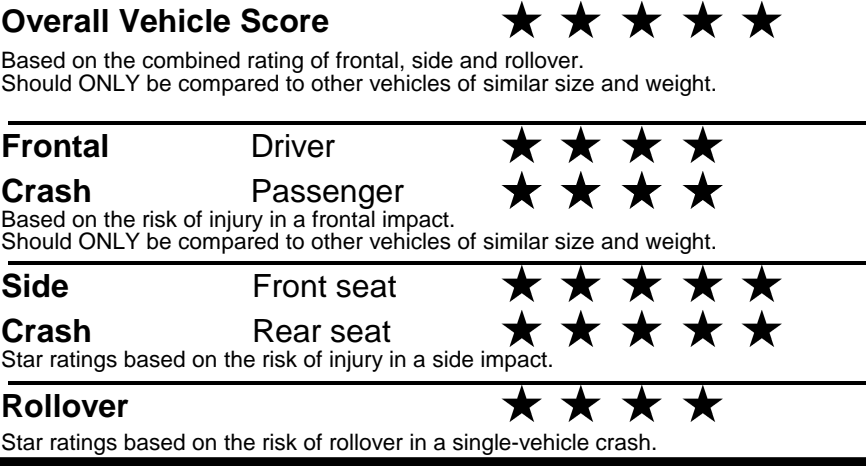 Overall Vehicle Score ★ ★ ★ ★ ★
Based on the combined rating of frontal, side and rollover.
Should ONLY be compared to other vehicles of similar size and weight.
Frontal Driver ★ ★ ★ ★
Crash Passenger ★ ★ ★ ★
Based on the risk of injury in a frontal impact.
Should ONLY be compared to other vehicles of similar size and weight.
Side Front seat ★ ★ ★ ★ ★
Crash Rear seat ★ ★ ★ ★ ★
Star ratings based on the risk of injury in a side impact.
Rollover ★ ★ ★ ★
Star ratings based on the risk of rollover in a single-vehicle crash.